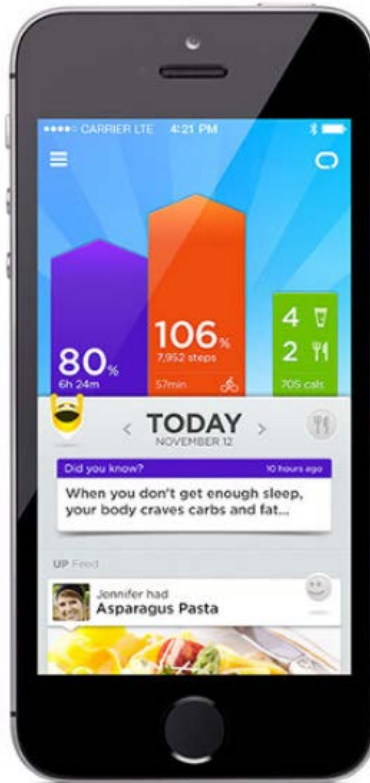 CARRIER LTE 4:21 PM
80%
6h 24m
106%
7,952 steps
57min
4
2
705 cals
TODAY
NOVEMBER 12
Did you know? 10 hours ago
When you don't get enough sleep,
your body craves carbs and fat...
UP Feed
Jennifer had
Asparagus Pasta